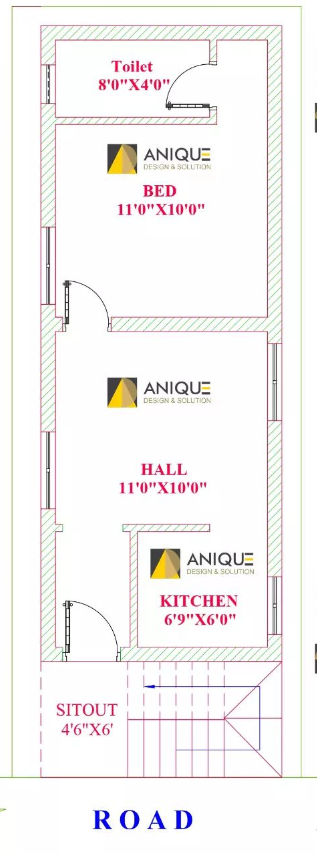 Toilet
8'0"X4'0"
ANIQUE
DESIGN & SOLUTION
BED
11'0"X10'0"
ANIQUE
DESIGN & SOLUTION
HALL
11'0"X10'0"
ANIQUE
DESIGN & SOLUTION
KITCHEN
6'9"X6'0"
SITOUT
4'6"X6'
ROAD